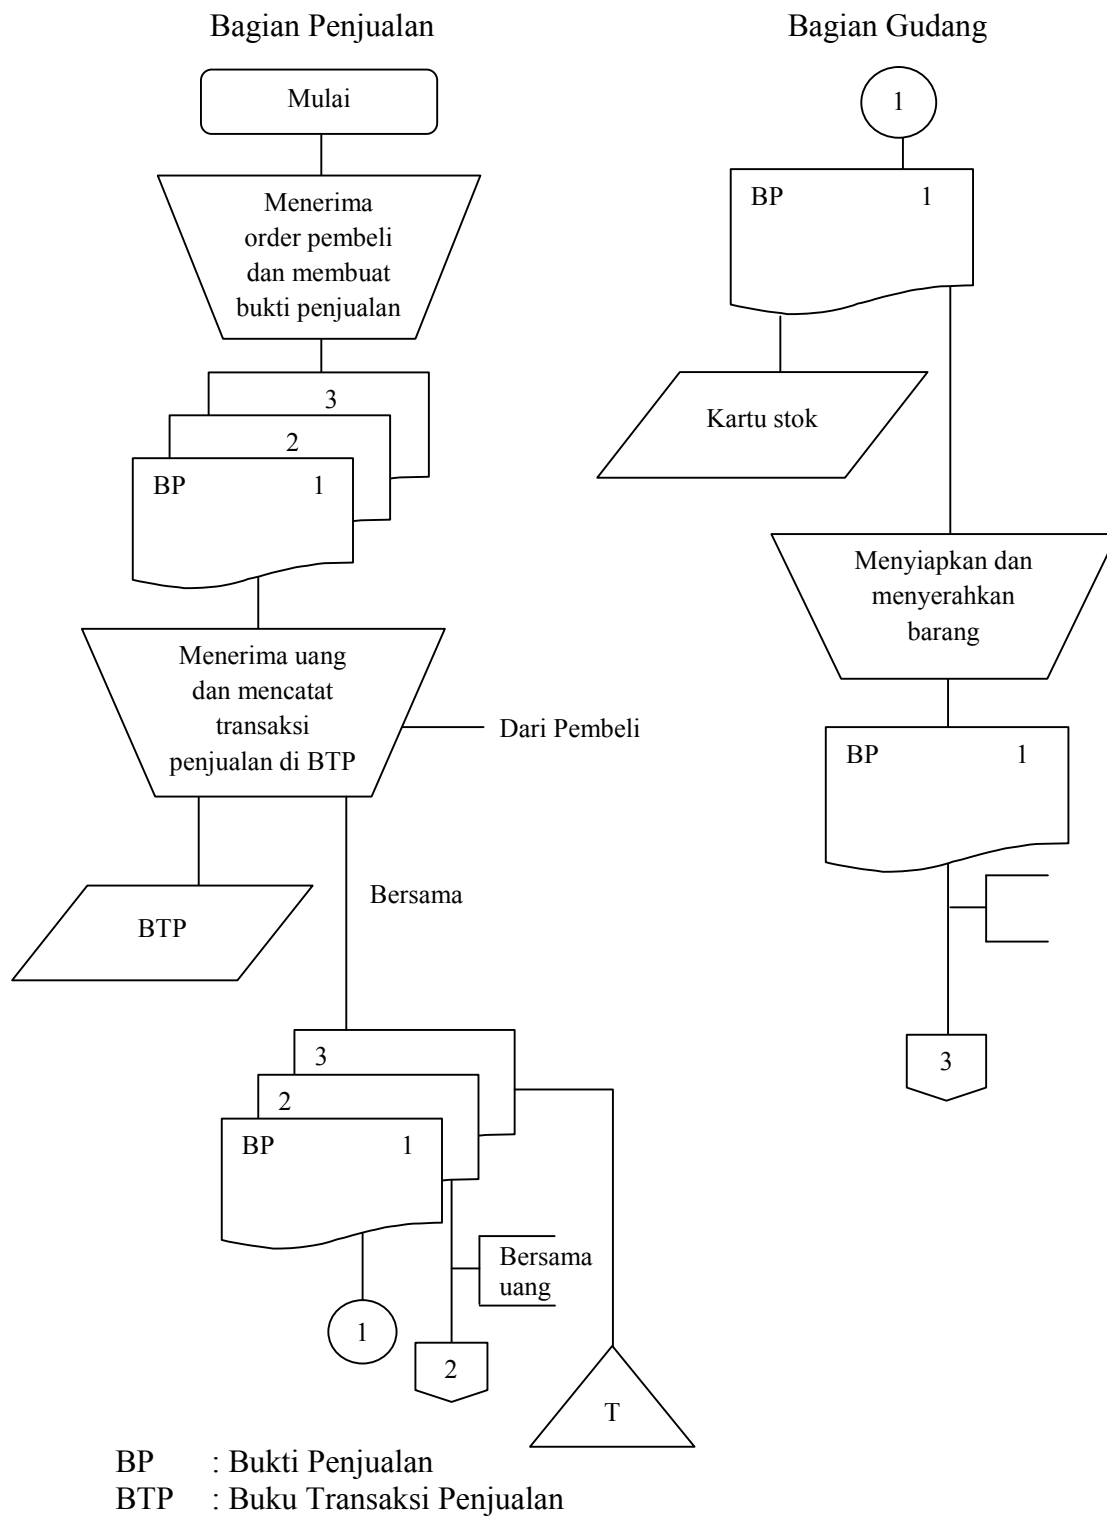 Bagian Penjualan
Mulai
Menerima
order pembeli
dan membuat
bukti penjualan
3
2
BP 1
Menerima uang
dan mencatat
transaksi
penjualan di BTP
Dari Pembeli
BTP
Bersama
3
2
BP 1
Bersama
uang
1
2
T
Bagian Gudang
1
BP 1
Kartu stok
Menyiapkan dan
menyerahkan
barang
BP 1
3
BP : Bukti Penjualan
BTP : Buku Transaksi Penjualan